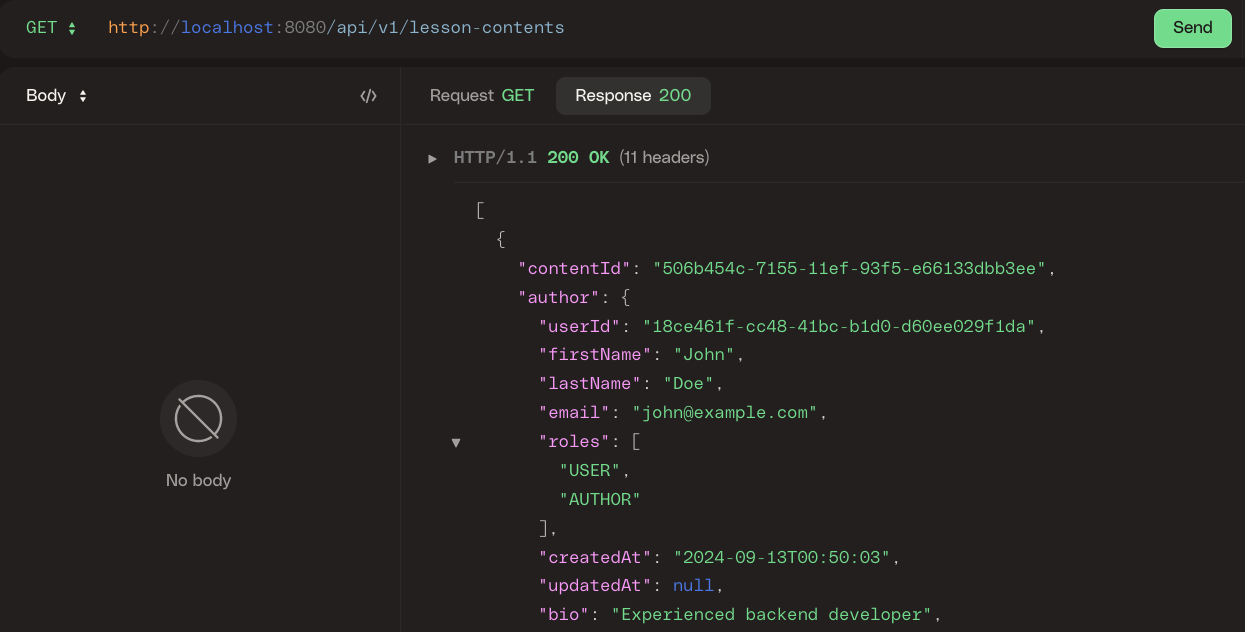 GET http://localhost:8080/api/v1/lesson-contents Send
Body </> Request GET Response 200
HTTP/1.1 200 OK (11 headers)
[
{
"contentId": "506b454c-7155-11ef-93f5-e66133dbb3ee",
"author": {
"userId": "18ce461f-cc48-41bc-b1d0-d60ee029f1da",
"firstName": "John",
"lastName": "Doe",
"email": "john@example.com",
"roles": [
"USER",
"AUTHOR"
],
"createdAt": "2024-09-13T00:50:03",
"updatedAt": null,
"bio": "Experienced backend developer",
No body